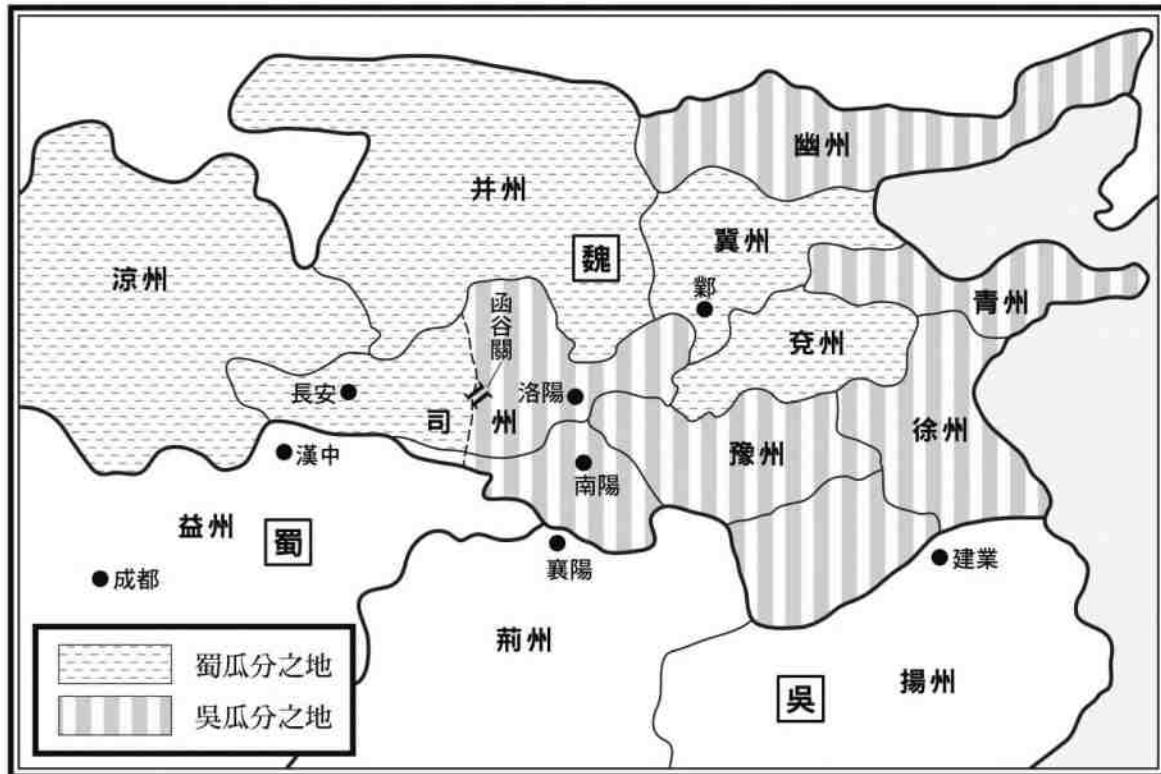 幽州
并州
冀州
魏
涼州
鄴
青州
函谷關
兗州
長安
洛陽
司州
徐州
豫州
漢中
南陽
益州
蜀
襄陽
建業
成都
荊州
揚州
吳
蜀瓜分之地
吳瓜分之地